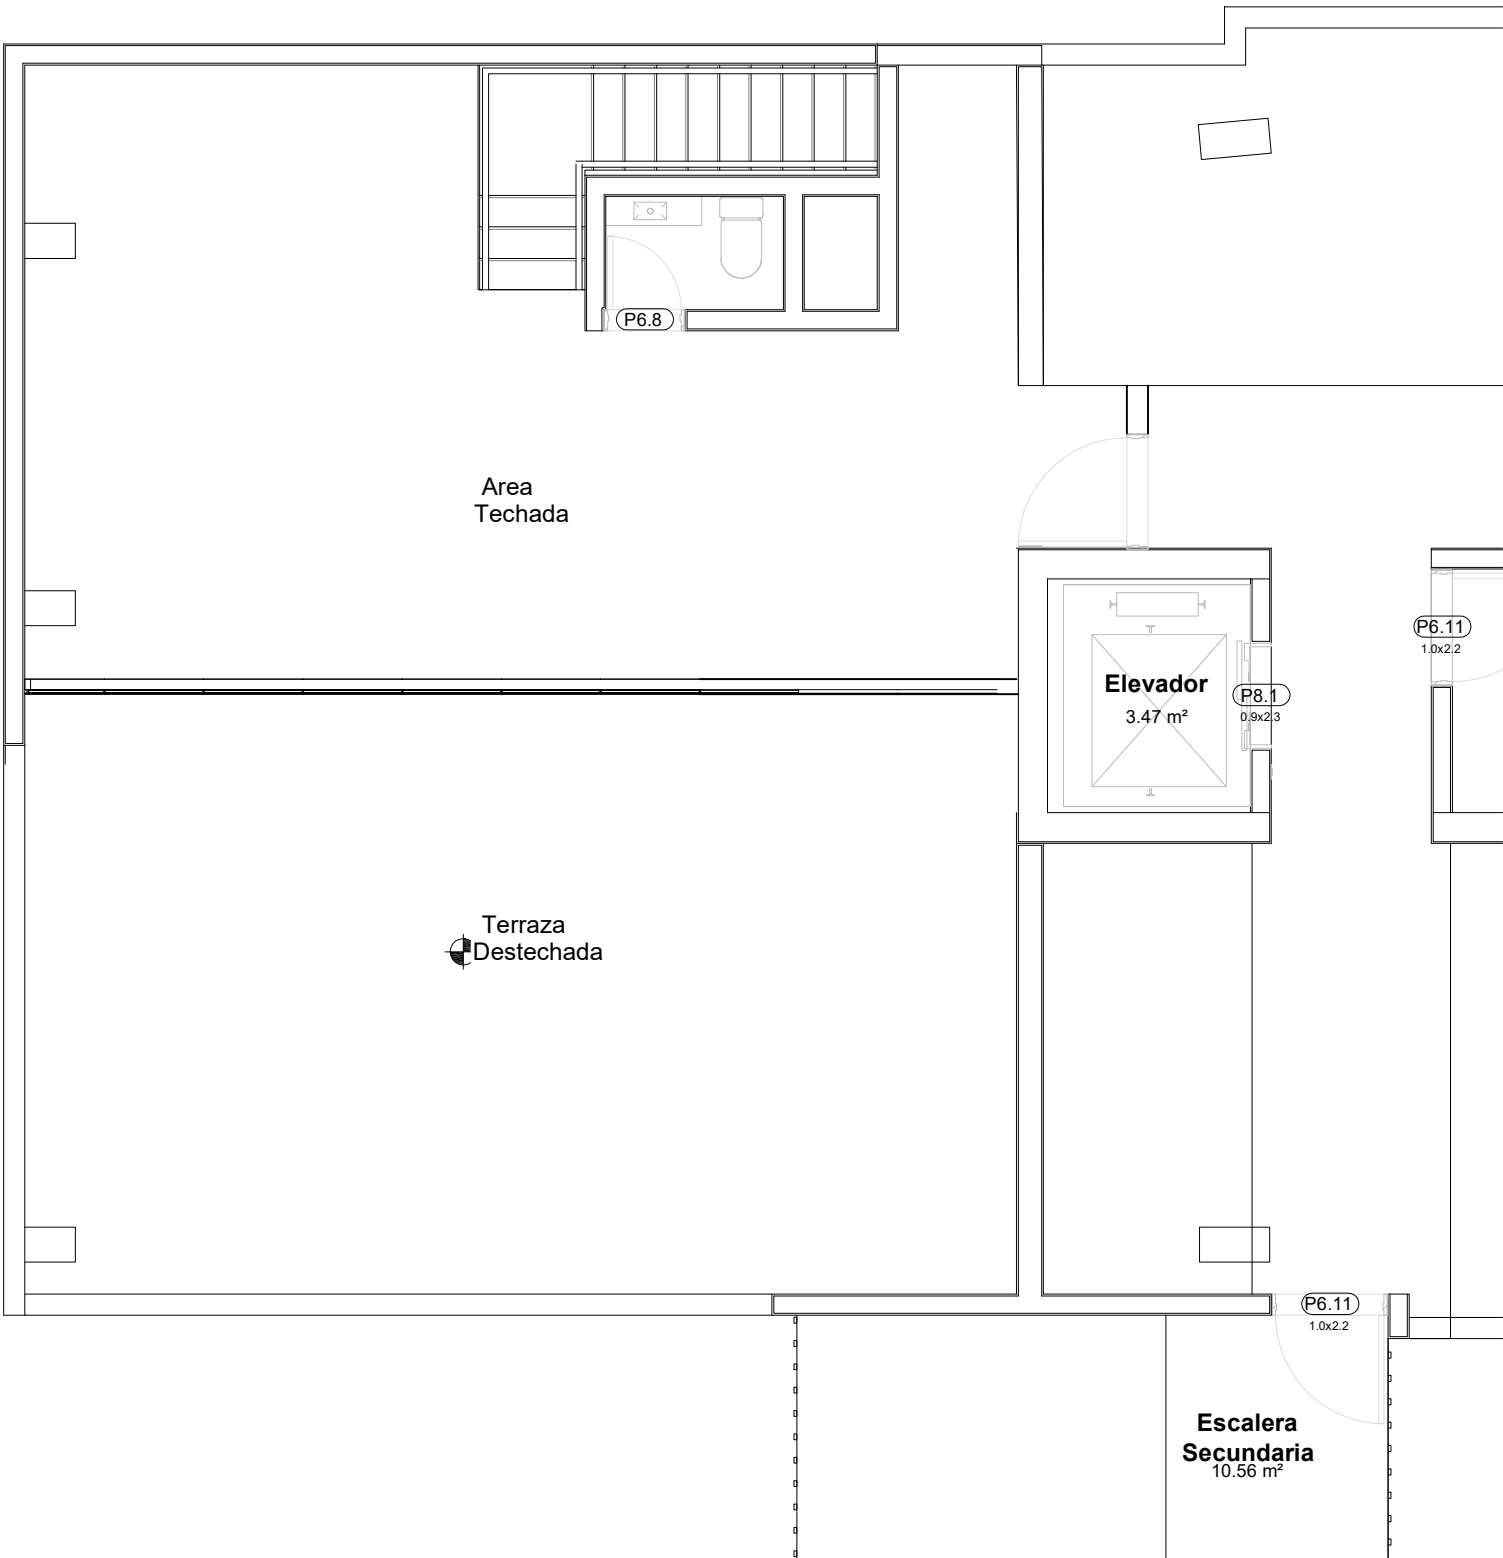 P6.8
Area
Techada
P6.11
1.0x2.2
Elevador
3.47 m²
P8.1
0.9x2.3
Terraza
Destechada
P6.11
1.0x2.2
Escalera
Secundaria
10.56 m²